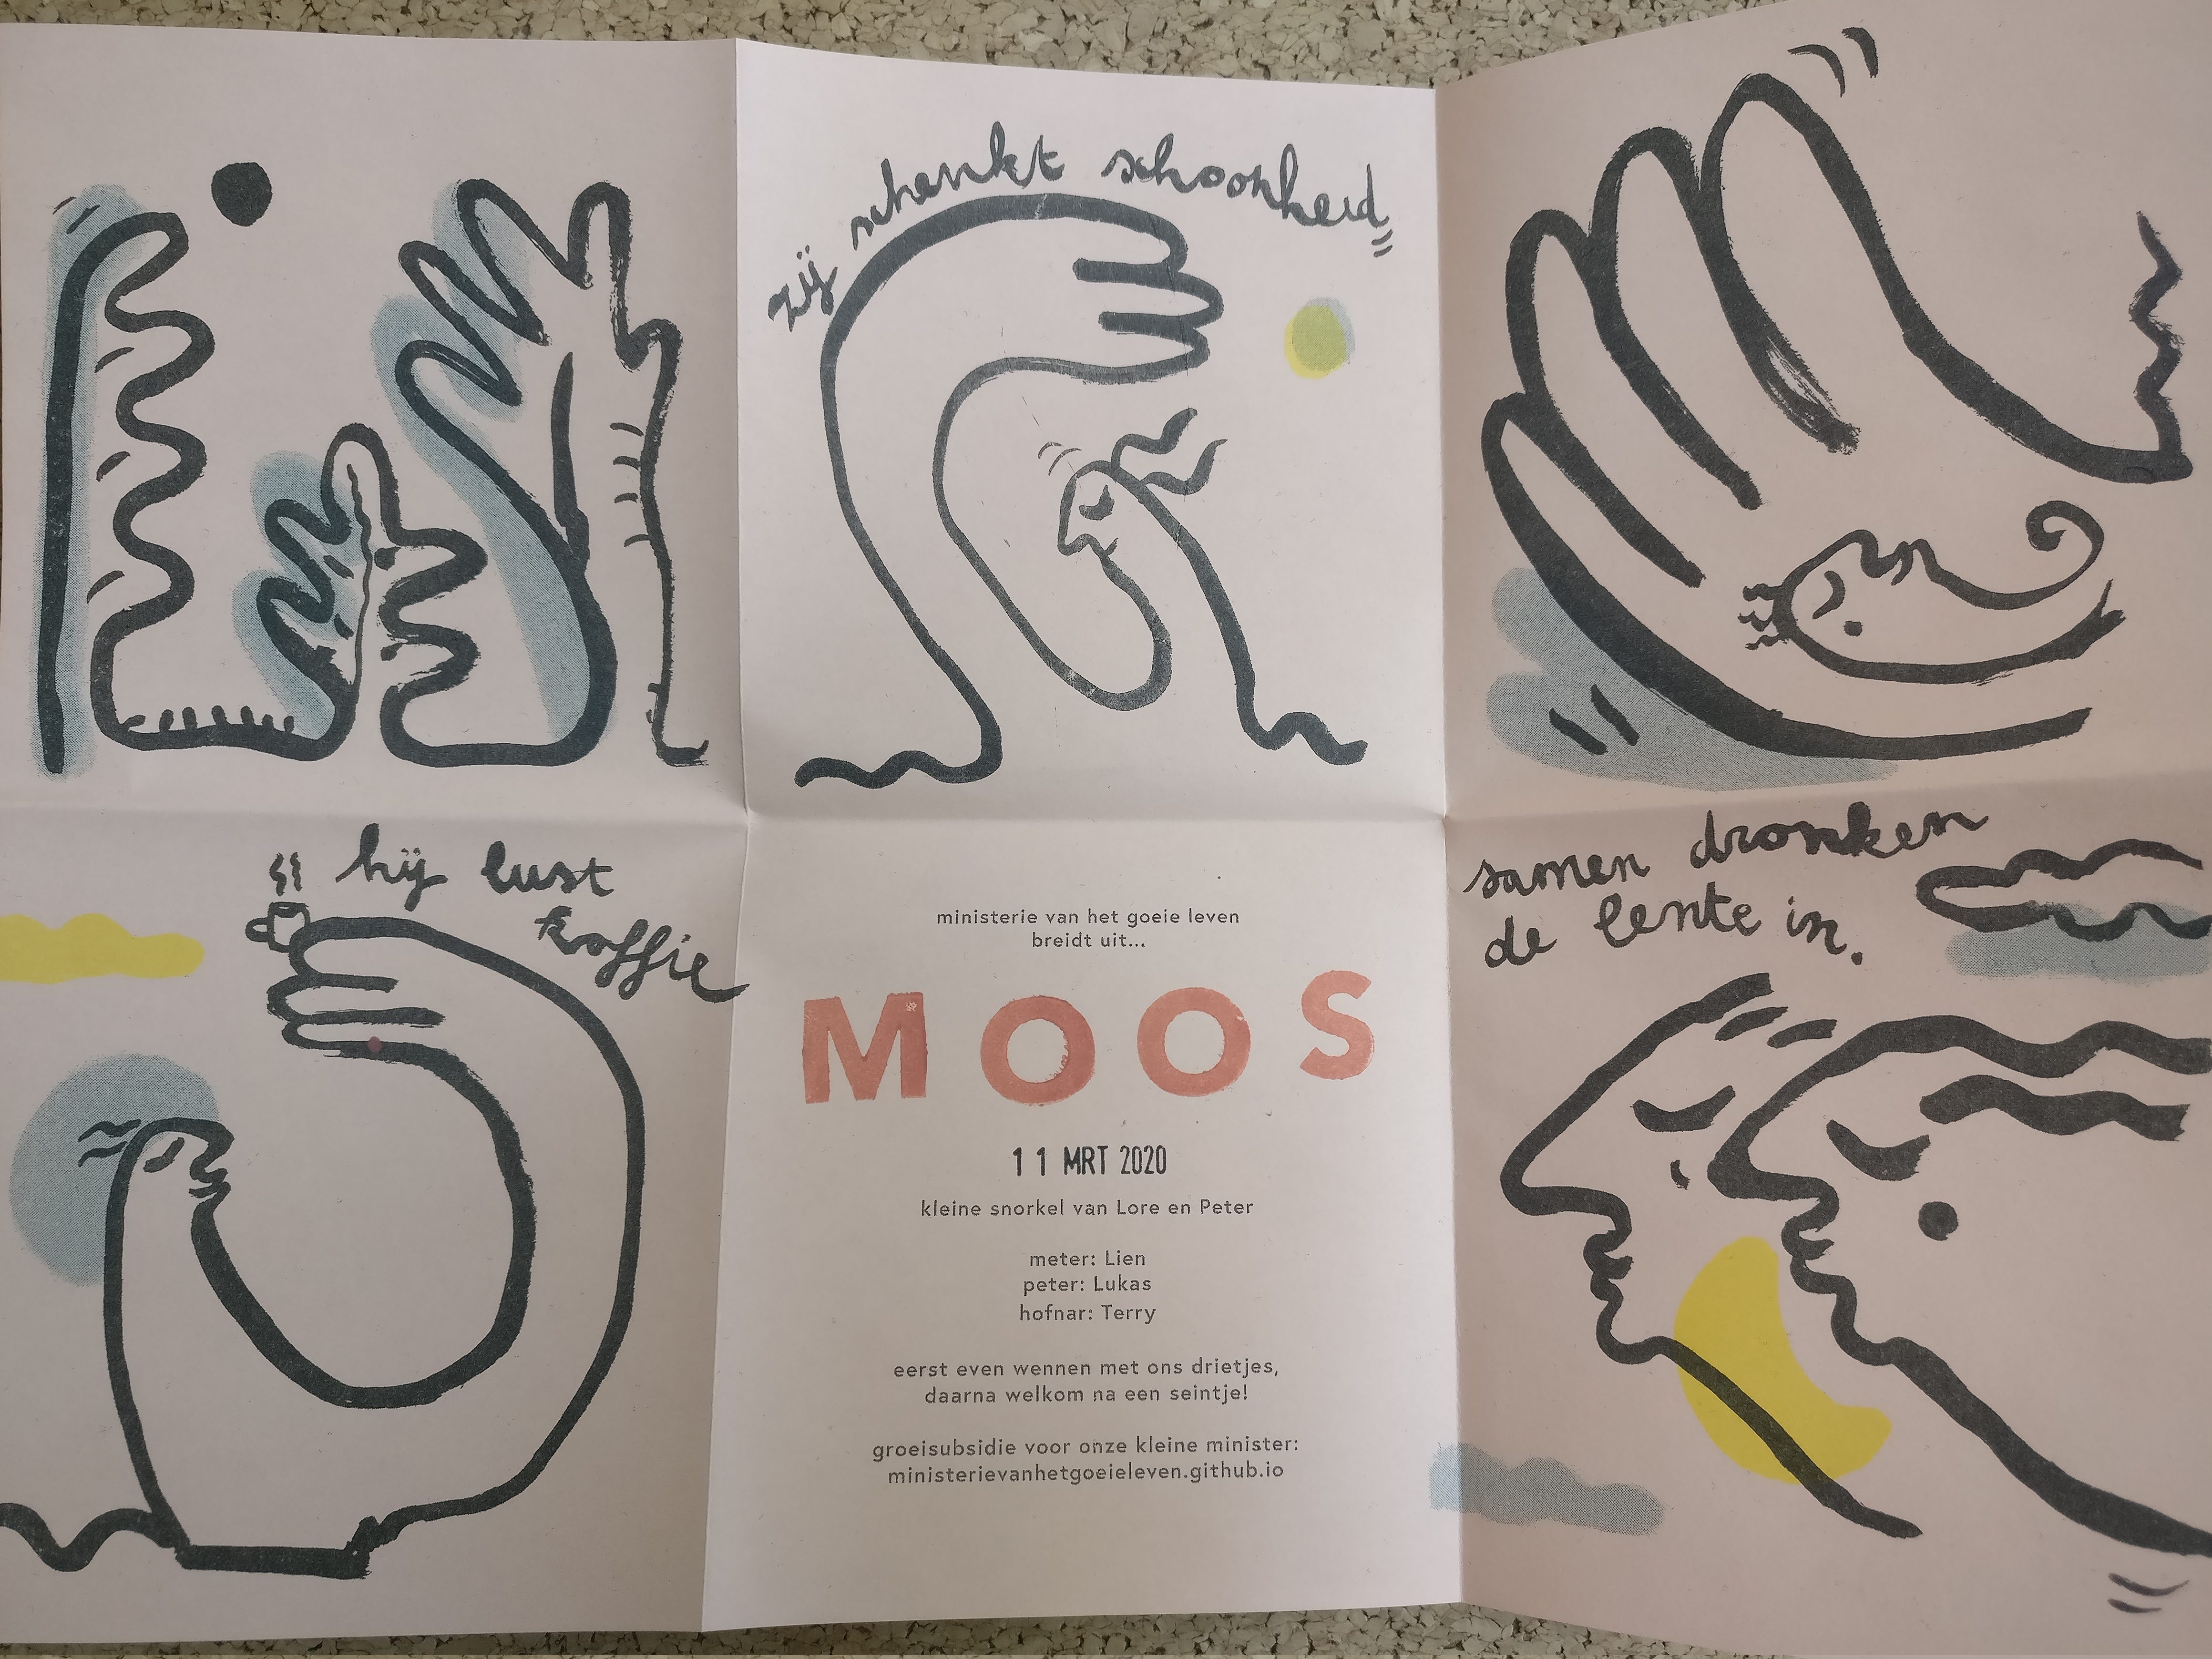 zij schenkt schoonheid
hij lust
koffie
ministerie van het goeie leven
breidt uit...
MOOS
11 MRT 2020
kleine snorkel van Lore en Peter
meter: Lien
peter: Lukas
hofnar: Terry
eerst even wennen met ons drietjes,
daarna welkom na een seintje!
groeisubsidie voor onze kleine minister:
ministerievanhetgoeieleven.github.io
samen dronken
de lente in.